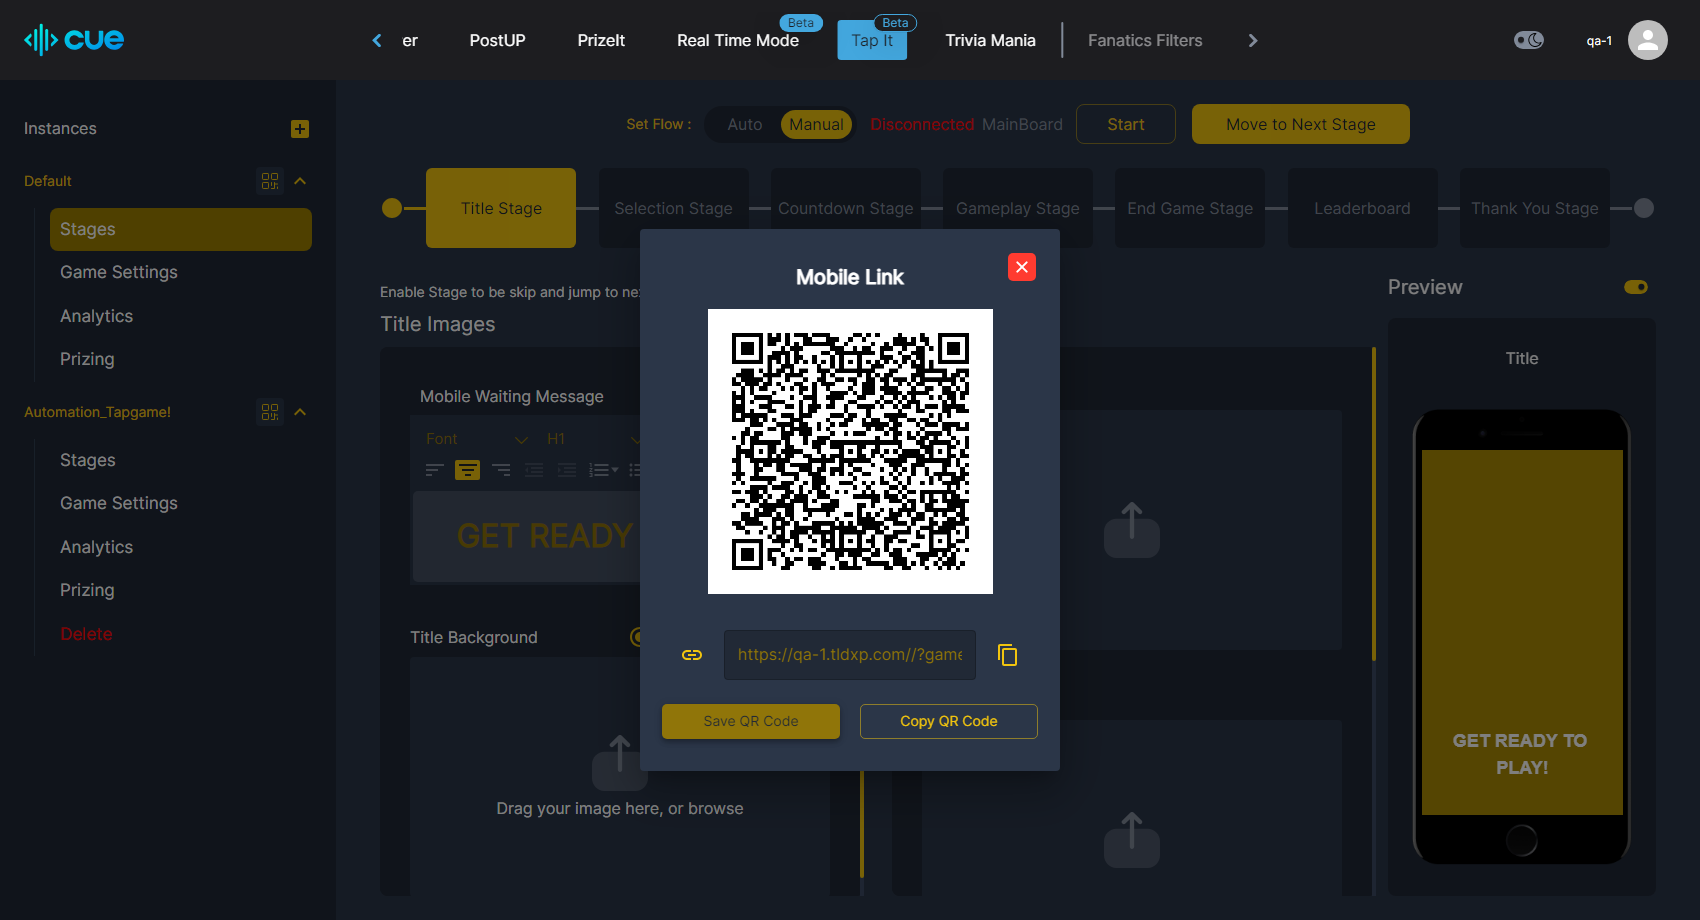 cue
er
PostUP
PrizeIt
Real Time Mode
Beta
Tap It
Beta
Trivia Mania
Fanatics Filters
qa-1
Instances
Default
Stages
Game Settings
Analytics
Prizing
Automation_Tapgame!
Stages
Game Settings
Analytics
Prizing
Delete
Set Flow :
Auto
Manual
Disconnected MainBoard
Start
Move to Next Stage
Title Stage
Selection Stage
Countdown Stage
Gameplay Stage
End Game Stage
Leaderboard
Thank You Stage
Enable Stage to be skip and jump to ne
Title Images
Mobile Waiting Message
Font
H1
GET READY
Title Background
Drag your image here, or browse
Mobile Link
https://qa-1.tldxp.com//?game
Save QR Code
Copy QR Code
Preview
Title
GET READY TO
PLAY!